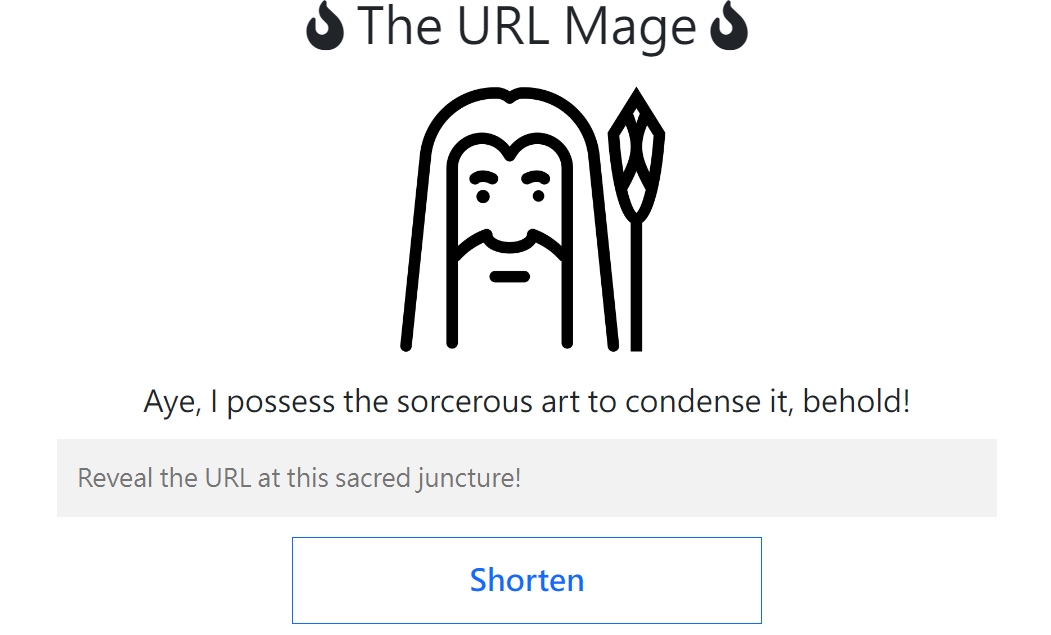 The URL Mage
Aye, I possess the sorcerous art to condense it, behold!
Reveal the URL at this sacred juncture!
Shorten